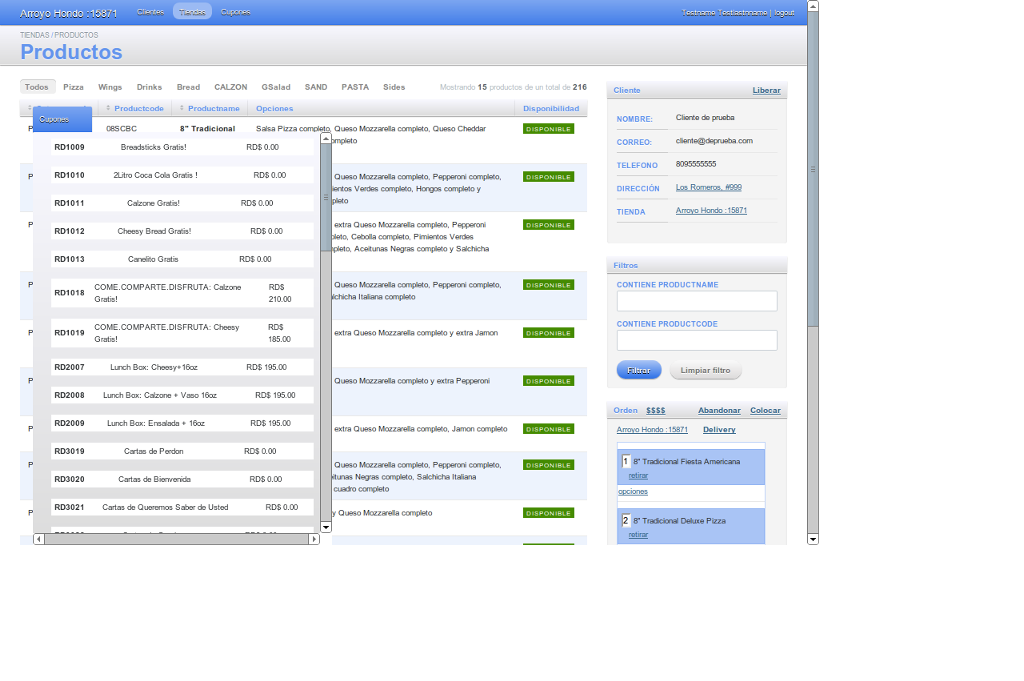 Arroyo Hondo :15871 Clientes Tiendas Cupones Testname Testlastname | logout
TIENDAS / PRODUCTOS
Productos
Todos Pizza Wings Drinks Bread CALZON GSalad SAND PASTA Sides Mostrando 15 productos de un total de 216
Productcode Productname Opciones Disponibilidad
Cupones
08SCBC 8" Tradicional Salsa Pizza completo, Queso Mozzarella completo, Queso Cheddar DISPONIBLE
RD1009 Breadsticks Gratis! RD$ 0.00
RD1010 2Litro Coca Cola Gratis ! RD$ 0.00
RD1011 Calzone Gratis! RD$ 0.00
RD1012 Cheesy Bread Gratis! RD$ 0.00
RD1013 Canelito Gratis RD$ 0.00
RD1018 COME.COMPARTE.DISFRUTA: Calzone Gratis! RD$ 210.00
RD1019 COME.COMPARTE.DISFRUTA: Cheesy Gratis! RD$ 185.00
RD2007 Lunch Box: Cheesy+16oz RD$ 195.00
RD2008 Lunch Box: Calzone + Vaso 16oz RD$ 195.00
RD2009 Lunch Box: Ensalada + 16oz RD$ 195.00
RD3019 Cartas de Perdon RD$ 0.00
RD3020 Cartas de Bienvenida RD$ 0.00
RD3021 Cartas de Queremos Saber de Usted RD$ 0.00
Queso Mozzarella completo, Pepperoni completo, DISPONIBLE
Verdes completo, Hongos completo y
extra Queso Mozzarella completo, Pepperoni DISPONIBLE
Cebolla completo, Pimientos Verdes
Aceitunas Negras completo y Salchicha
Queso Mozzarella completo, Pepperoni completo, DISPONIBLE
Italiana completo
extra Queso Mozzarella completo y extra Jamon DISPONIBLE
Queso Mozzarella completo y extra Pepperoni DISPONIBLE
extra Queso Mozzarella completo, Jamon completo DISPONIBLE
Queso Mozzarella completo, Pepperoni completo, DISPONIBLE
Negras completo, Salchicha Italiana
cuadro completo
y Queso Mozzarella completo DISPONIBLE
Cliente Liberar
NOMBRE: Cliente de prueba
CORREO: cliente@deprueba.com
TELEFONO 8095555555
DIRECCIÓN Los Romeros, #999
TIENDA Arroyo Hondo :15871
Filtros
CONTIENE PRODUCTNAME
CONTIENE PRODUCTCODE
Filtrar Limpiar filtro
Orden $$$$ Abandonar Colocar
Arroyo Hondo :15871 Delivery
1 8" Tradicional Fiesta Americana
retirar
opciones
2 8" Tradicional Deluxe Pizza
retirar